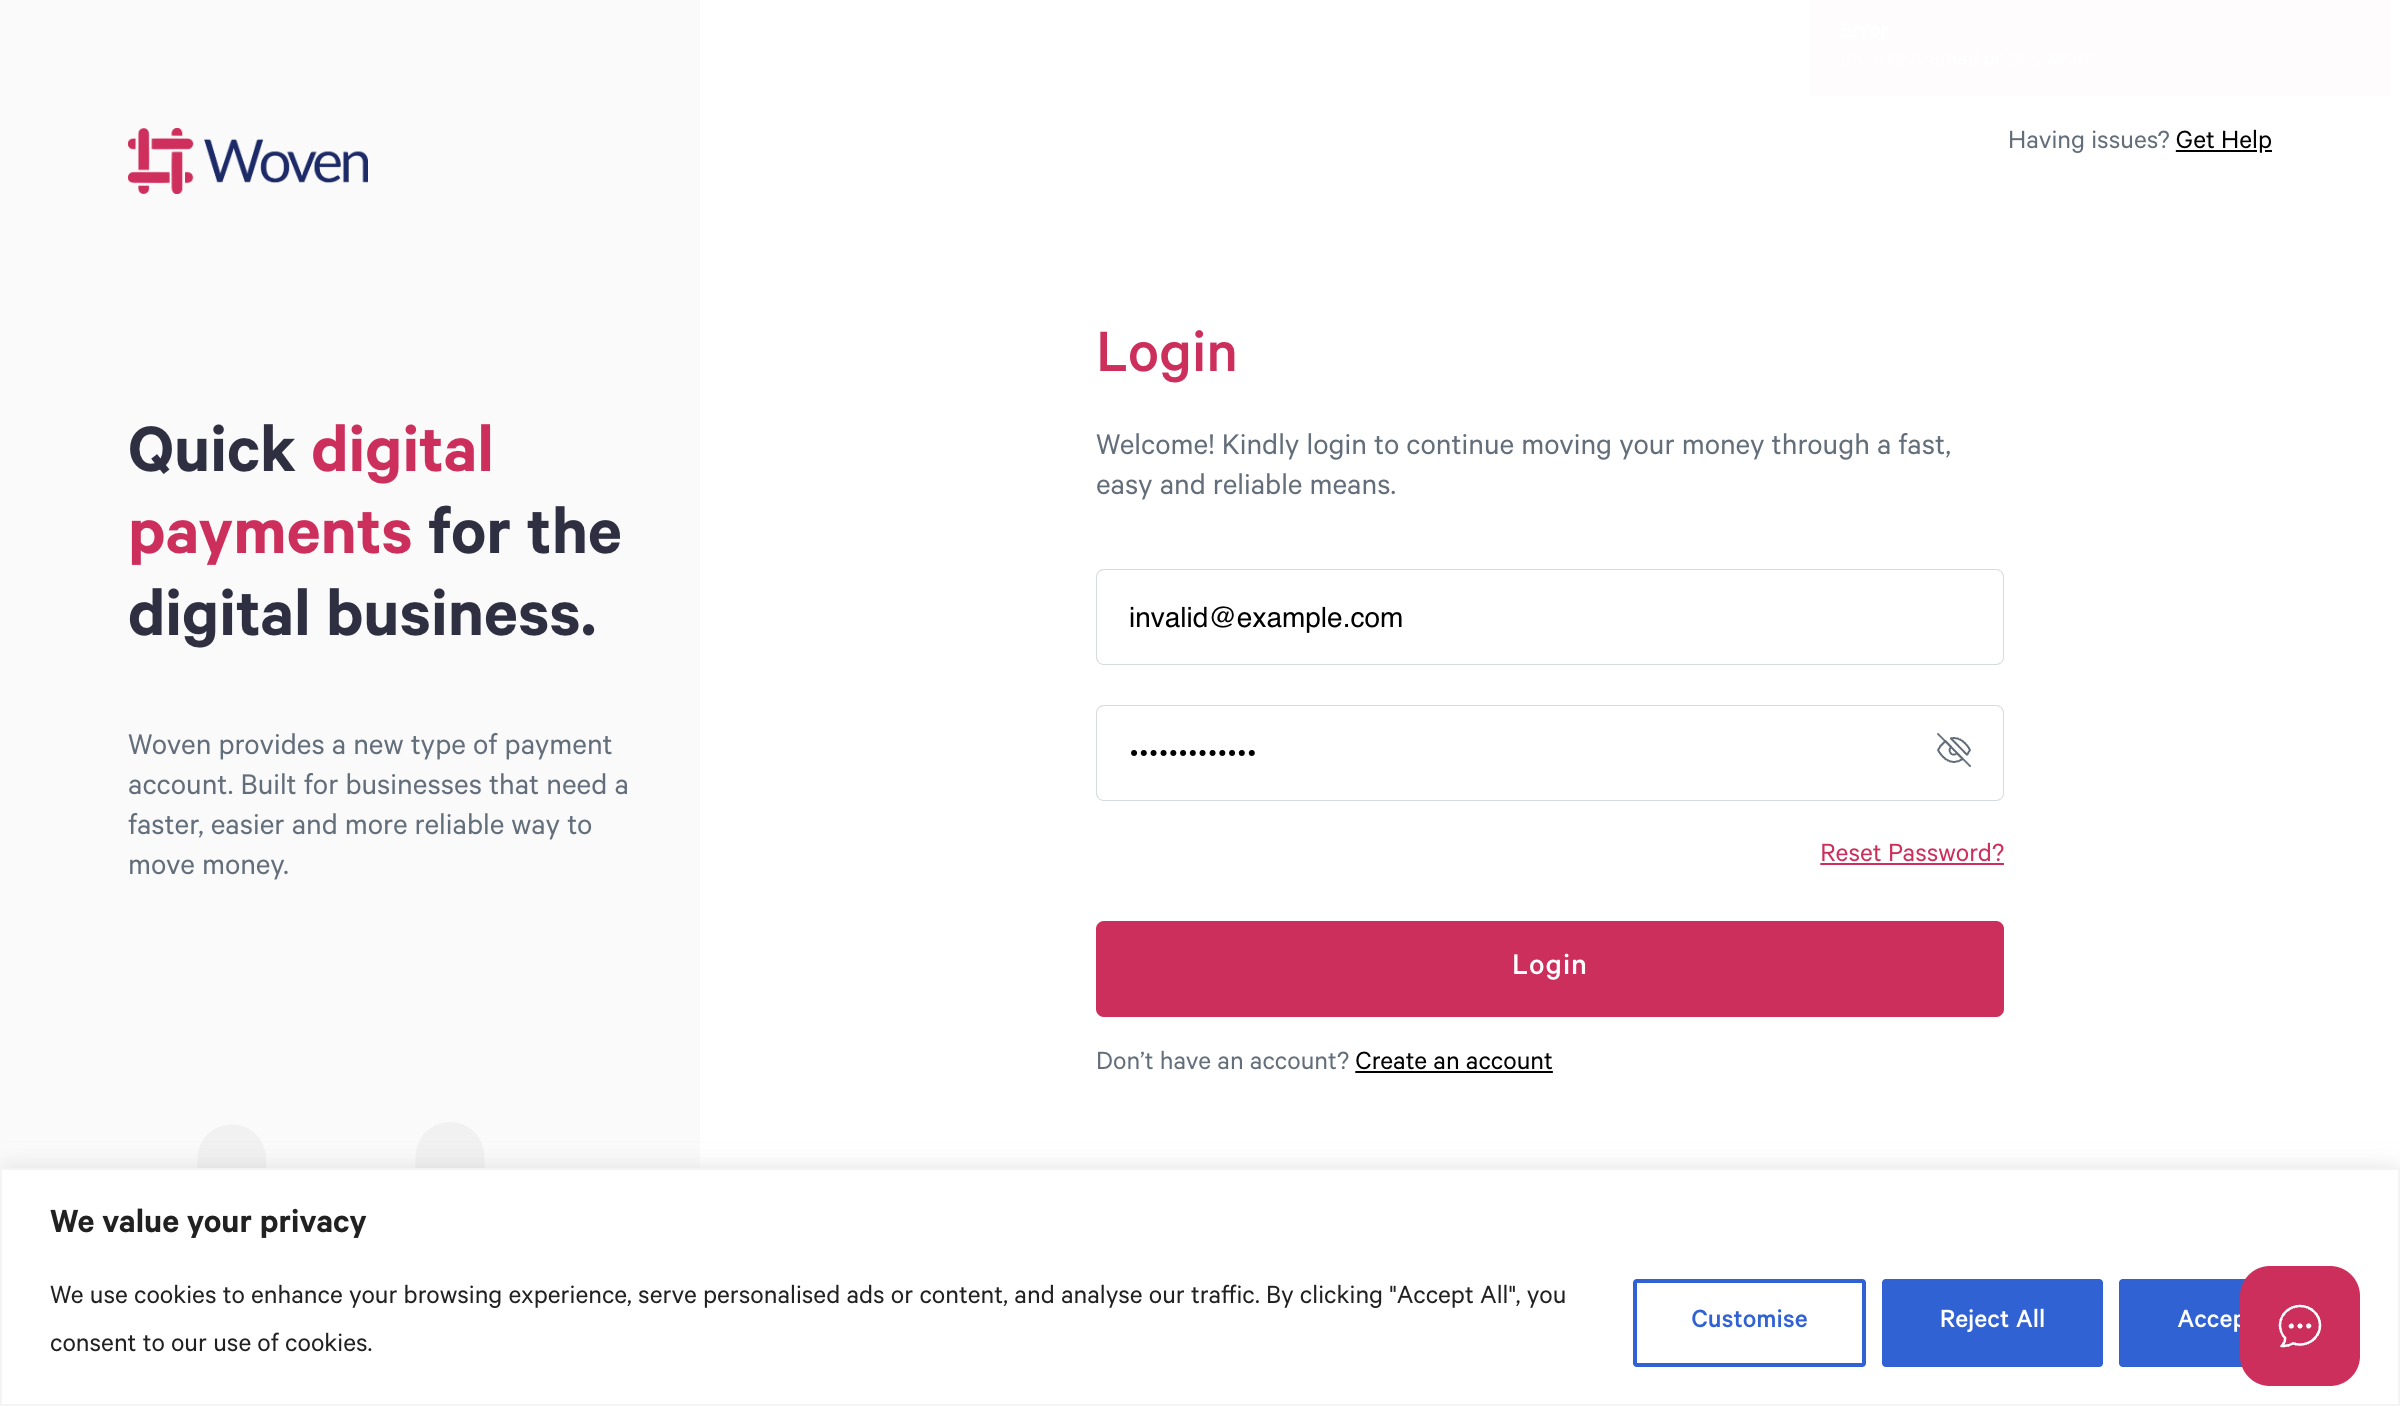 Woven
Having issues? Get Help
Quick digital
payments for the
digital business.
Woven provides a new type of payment
account. Built for businesses that need a
faster, easier and more reliable way to
move money.
Login
Welcome! Kindly login to continue moving your money through a fast,
easy and reliable means.
invalid@example.com
•••••••••••••
Reset Password?
Login
Don’t have an account? Create an account
We value your privacy
We use cookies to enhance your browsing experience, serve personalised ads or content, and analyse our traffic. By clicking "Accept All", you
consent to our use of cookies.
Customise
Reject All